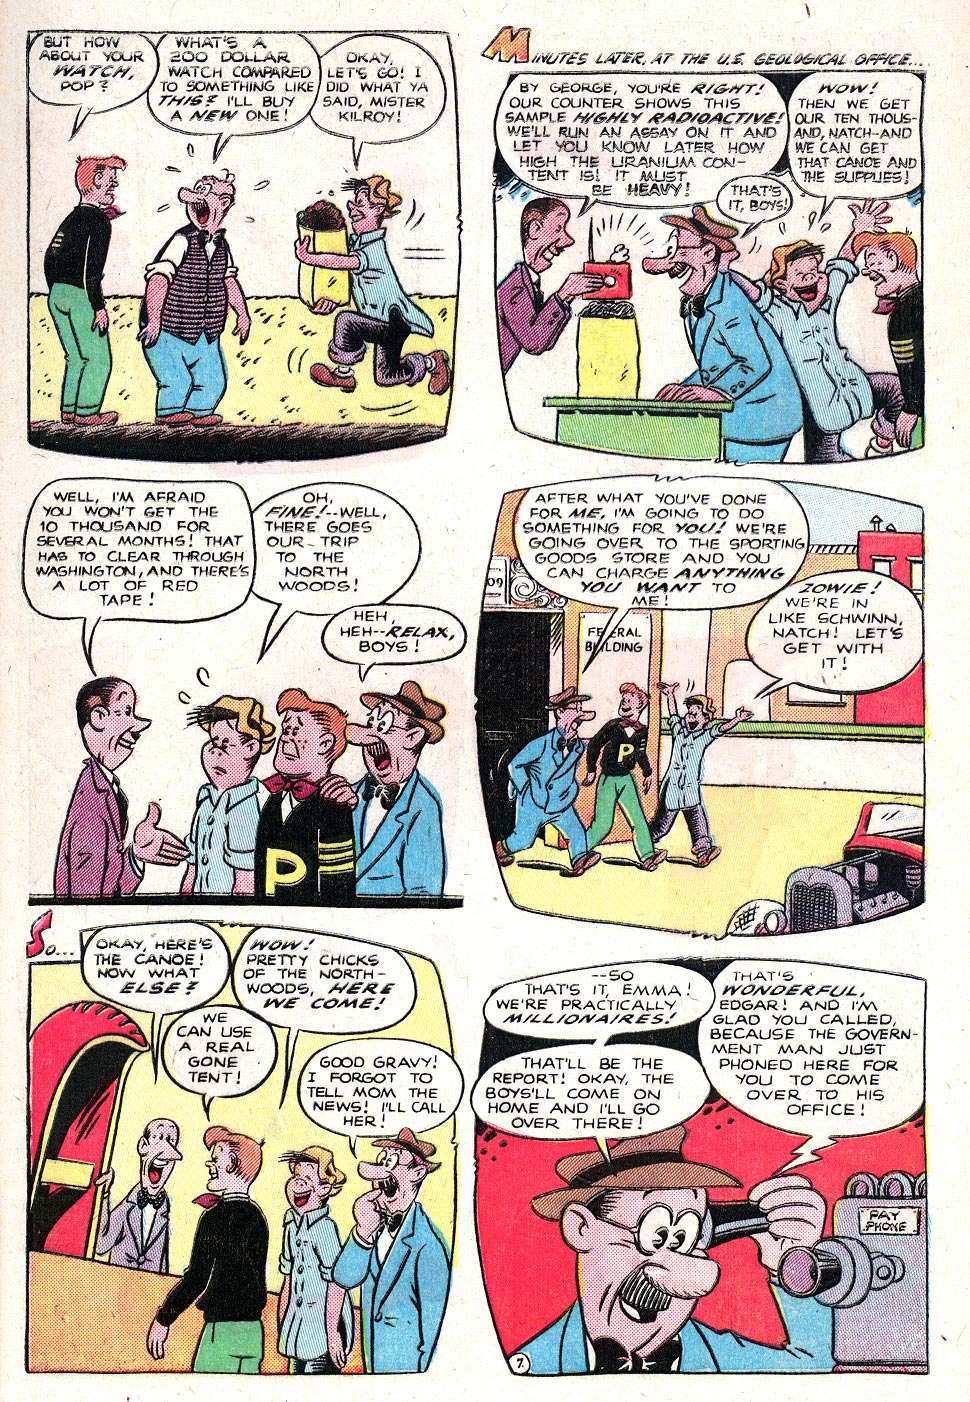 BUT HOW
ABOUT YOUR
WATCH,
POP?
WHAT'S A
200 DOLLAR
WATCH COMPARED
TO SOMETHING LIKE
THIS? I'LL BUY
A NEW ONE!
OKAY,
LET'S GO! I
DID WHAT YA
SAID, MISTER
KILROY!
MINUTES LATER, AT THE U.S. GEOLOGICAL OFFICE....
BY GEORGE, YOU'RE RIGHT!
OUR COUNTER SHOWS THIS
SAMPLE HIGHLY RADIOACTIVE!
WE'LL RUN AN ASSAY ON IT AND
LET YOU KNOW LATER HOW
HIGH THE URANIUM CON-
TENT IS! IT MUST
BE HEAVY!
THAT'S
IT, BOYS!
WOW!
THEN WE GET
OUR TEN THOUS-
AND, NATCH--AND
WE CAN GET
THAT CANOE AND
THE SUPPLIES!
WELL, I'M AFRAID
YOU WON'T GET THE
10 THOUSAND FOR
SEVERAL MONTHS! THAT
HAS TO CLEAR THROUGH
WASHINGTON, AND THERE'S
A LOT OF RED
TAPE!
OH,
FINE!--WELL,
THERE GOES
OUR TRIP
TO THE
NORTH
WOODS!
HEH,
HEH--RELAX,
BOYS!
P
AFTER WHAT YOU'VE DONE
FOR ME, I'M GOING TO DO
SOMETHING FOR YOU! WE'RE
GOING OVER TO THE SPORTING
GOODS STORE AND YOU
CAN CHARGE ANYTHING
YOU WANT TO
ME!
ZOWIE!
WE'RE IN
LIKE SCHWINN,
NATCH! LET'S
GET WITH
IT!
09
FEDERAL
BUILDING
P
SO...
OKAY, HERE'S
THE CANOE!
NOW WHAT
ELSE?
WOW!
PRETTY CHICKS
OF THE NORTH-
WOODS, HERE
WE COME!
WE
CAN USE
A REAL
GONE
TENT!
GOOD GRAVY!
I FORGOT TO
TELL MOM THE
NEWS! I'LL CALL
HER!
--SO
THAT'S IT, EMMA!
WE'RE PRACTICALLY
MILLIONAIRES!
THAT'S
WONDERFUL,
EDGAR! AND I'M
GLAD YOU CALLED,
BECAUSE THE GOVERN-
MENT MAN JUST
PHONED HERE FOR
YOU TO COME
OVER TO HIS
OFFICE!
THAT'LL BE THE
REPORT! OKAY, THE
BOYS'LL COME ON
HOME AND I'LL GO
OVER THERE!
PAY
PHONE
7.